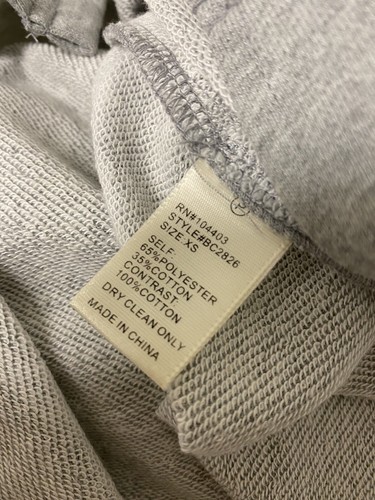 RN#104403
STYLE#BC2826
SIZE:XS
SELF:
65%POLYESTER
35%COTTON
CONTRAST:
100%COTTON
DRY CLEAN ONLY
MADE IN CHINA